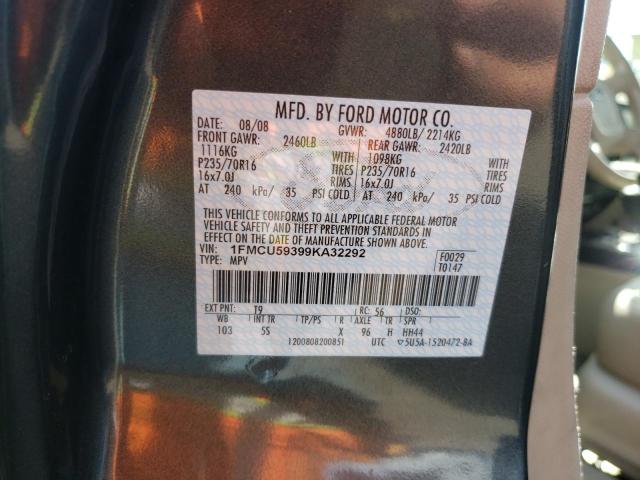 MFD. BY FORD MOTOR CO.
DATE: 08/08 GVWR: 4880LB/ 2214KG
FRONT GAWR: 2460LB REAR GAWR: 2420LB
1116KG WITH 1098KG WITH
P235/70R16 TIRES P235/70R16 TIRES
16x7.0J RIMS 16x7.0J RIMS
AT 240 kPa/ 35 PSI COLD AT 240 kPa/ 35 PSI COLD
THIS VEHICLE CONFORMS TO ALL APPLICABLE FEDERAL MOTOR
VEHICLE SAFETY AND THEFT PREVENTION STANDARDS IN
EFFECT ON THE DATE OF MANUFACTURE SHOWN ABOVE.
VIN: 1FMCU59399KA32292 F0029
TYPE: MPV T0147
EXT PNT: T9 RC: 56 DSO:
WB INT TR TP/PS R AXLE TR SPR
103 5S X 96 H HH44
1200808200851 UTC 5U5A-1520472-BA